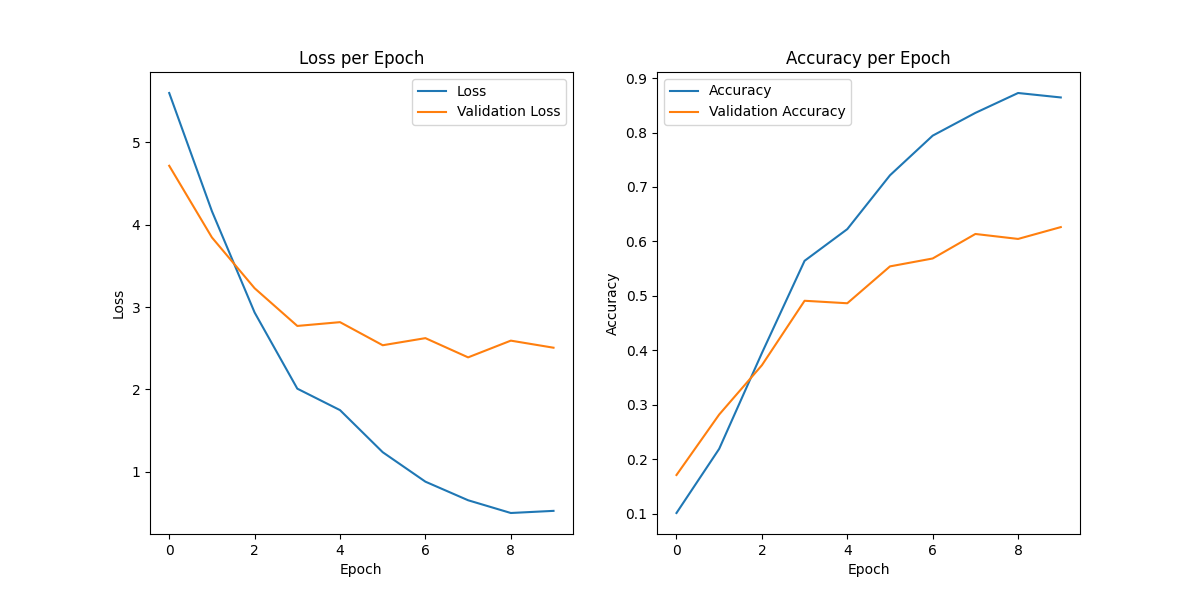 Loss per Epoch
Loss
Validation Loss
5
4
3
2
1
Loss
0 2 4 6 8
Epoch
Accuracy per Epoch
Accuracy
Validation Accuracy
0.9
0.8
0.7
0.6
0.5
0.4
0.3
0.2
0.1
Accuracy
0 2 4 6 8
Epoch